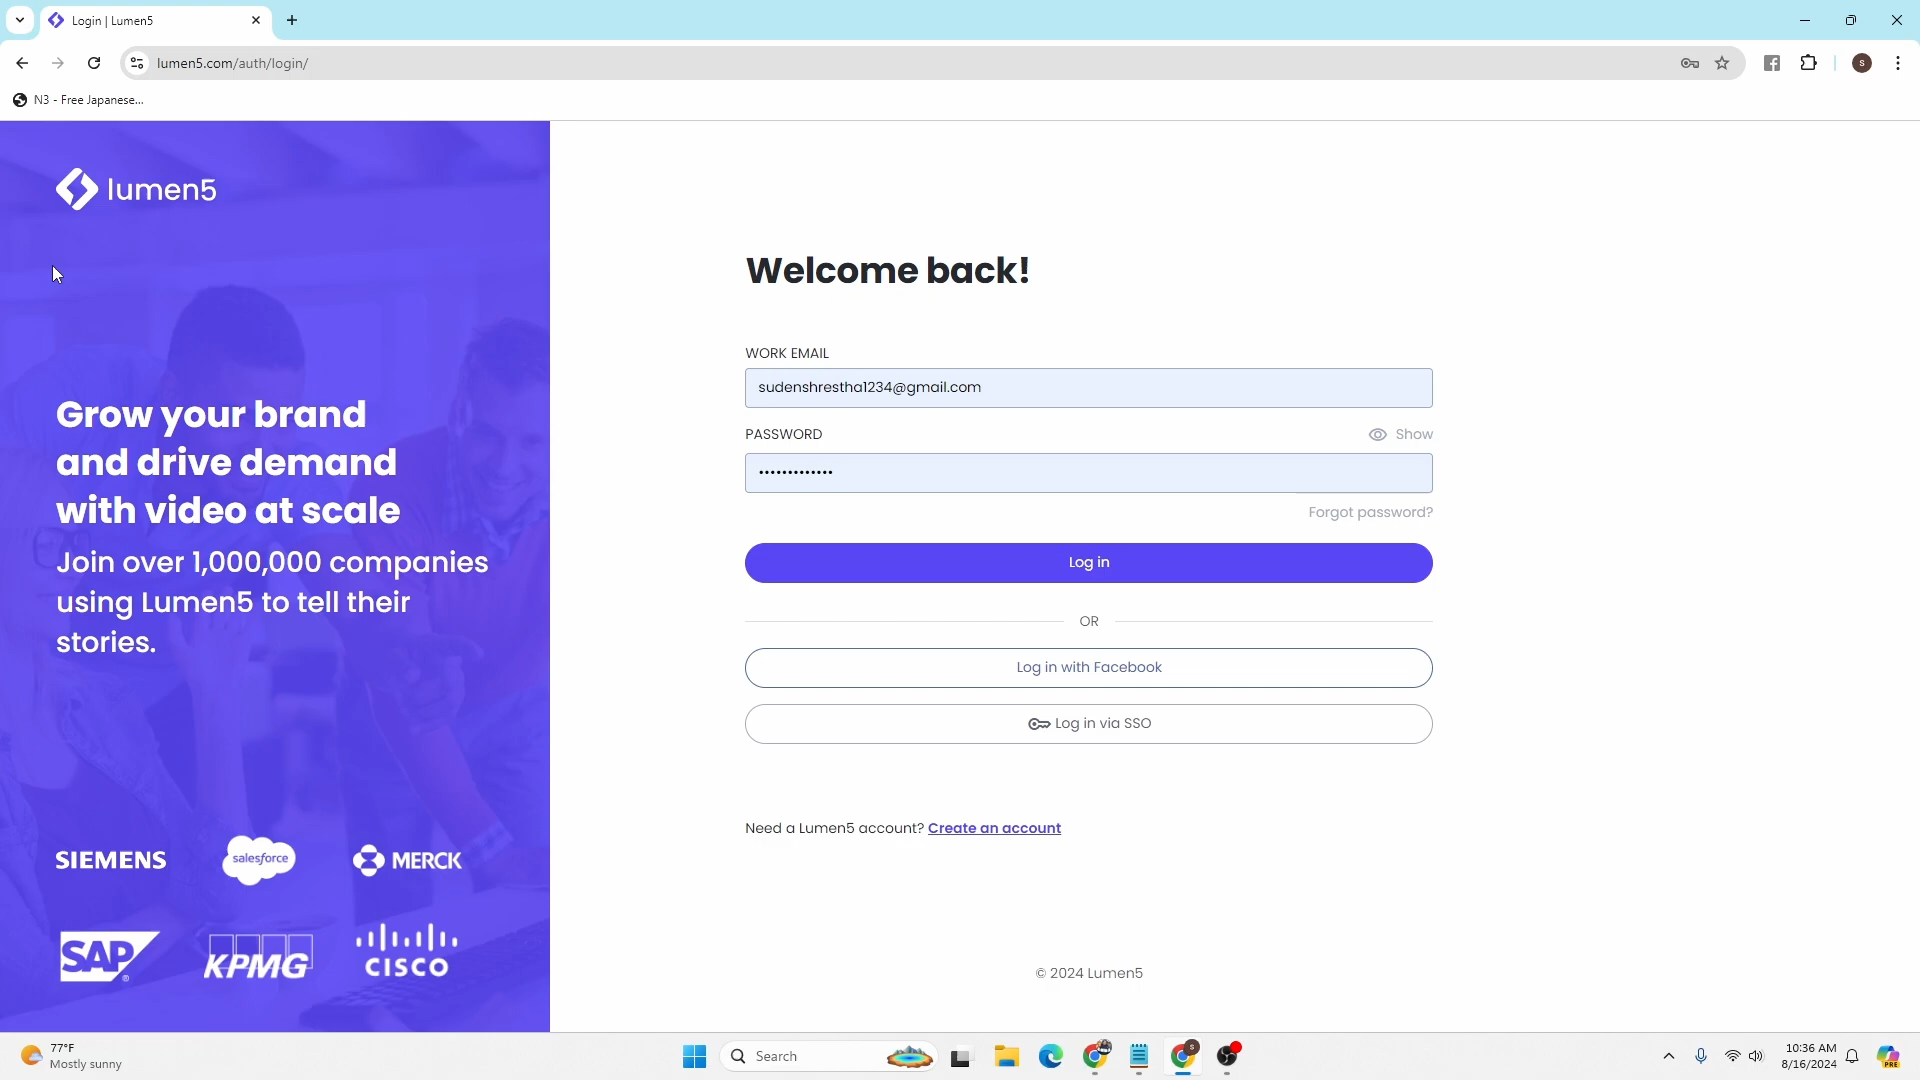 Login | Lumen5
lumen5.com/auth/login/
S
N3 - Free Japanese...
lumen5
Grow your brand
and drive demand
with video at scale
Join over 1,000,000 companies
using Lumen5 to tell their
stories.
SIEMENS
salesforce
MERCK
SAP®
KPMG
CISCO
Welcome back!
WORK EMAIL
sudenshrestha1234@gmail.com
PASSWORD
Show
•••••••••••••
Forgot password?
Log in
OR
Log in with Facebook
Log in via SSO
Need a Lumen5 account? Create an account
© 2024 Lumen5
77°F
Mostly sunny
Search
S
10:36 AM
8/16/2024
PRE